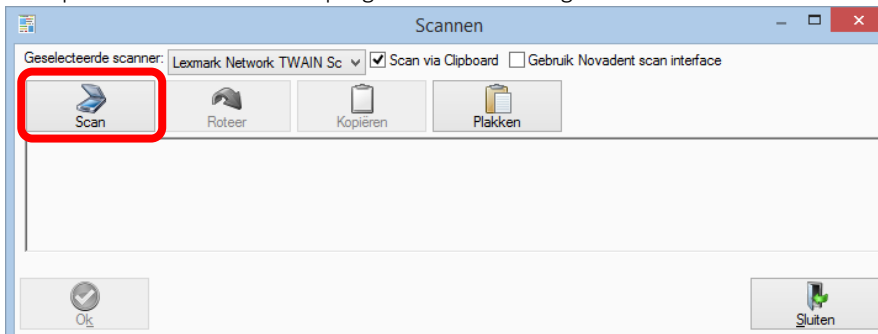 Scannen
Geselecteerde scanner: Lexmark Network TWAIN Sc Scan via Clipboard Gebruik Novadent scan interface
Scan Roteer Kopiëren Plakken
Ok Sluiten